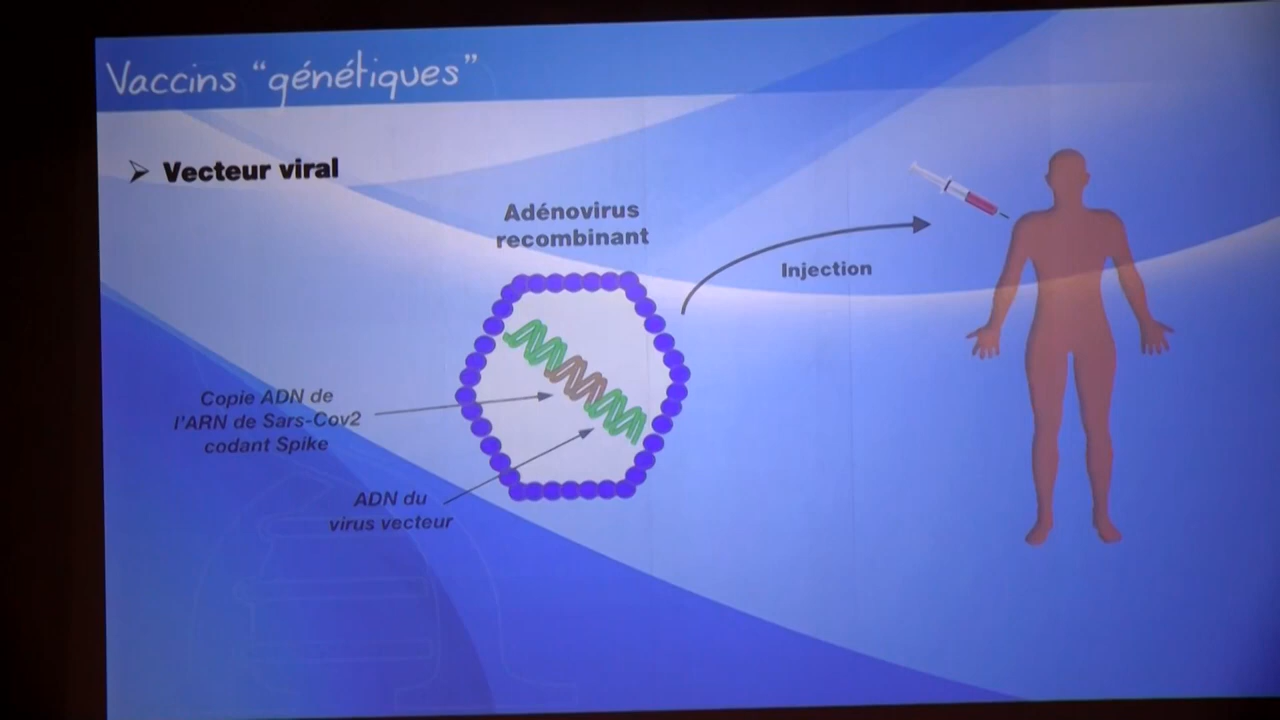 Vaccins “génétiques”
Vecteur viral
Adénovirus
recombinant
Injection
Copie ADN de
l'ARN de Sars-Cov2
codant Spike
ADN du
virus vecteur